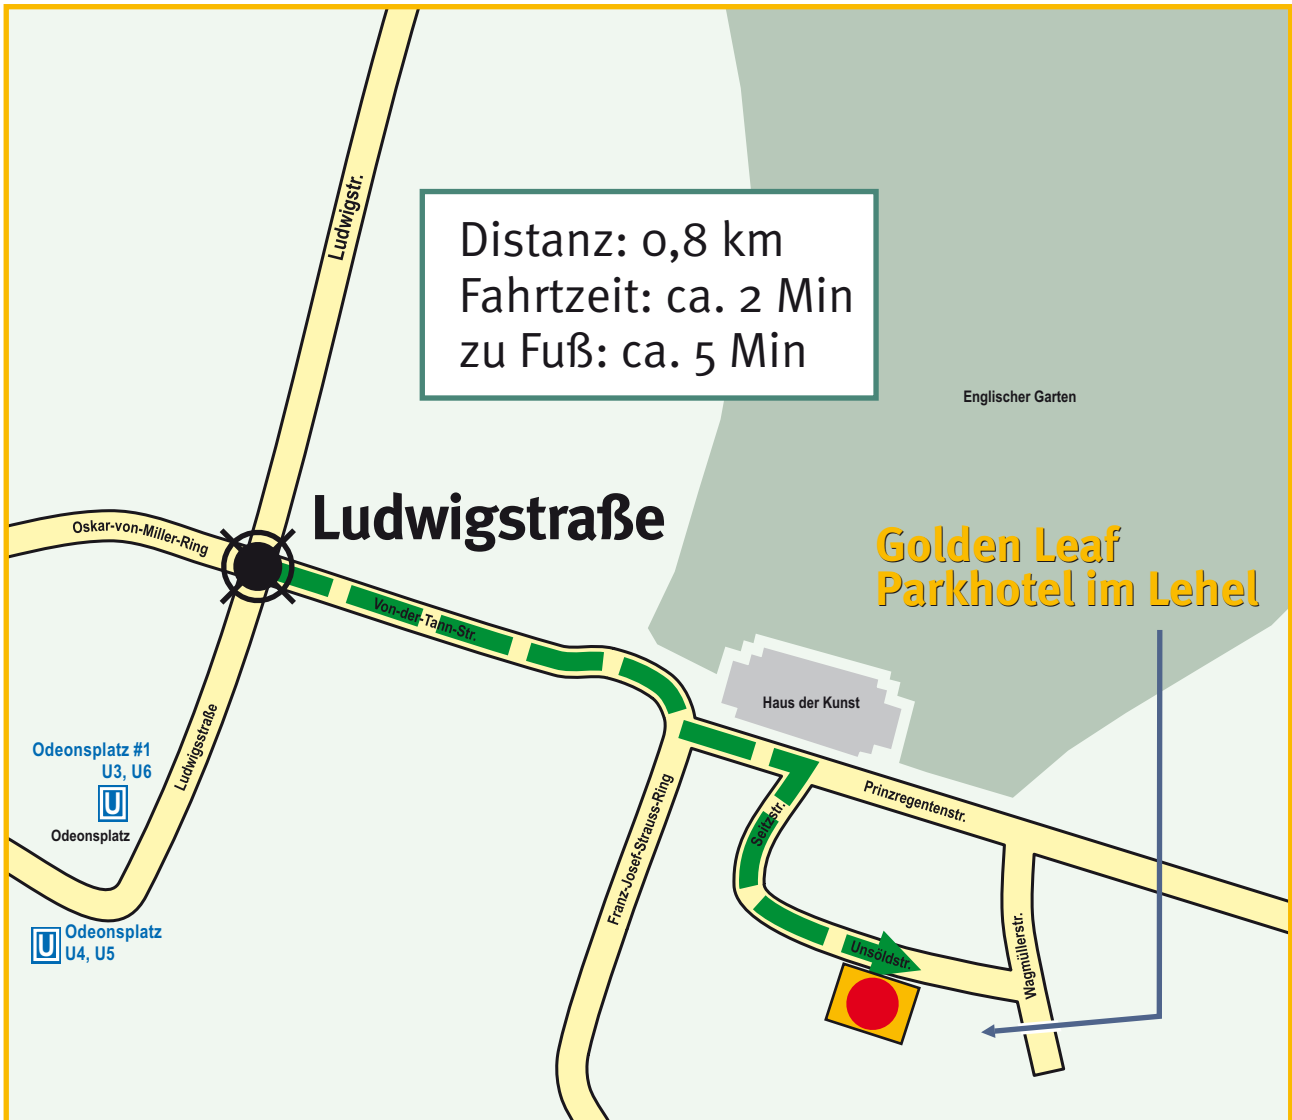 Ludwigstr.
Distanz: 0,8 km
Fahrtzeit: ca. 2 Min
zu Fuß: ca. 5 Min
Englischer Garten
Ludwigstraße
Oskar-von-Miller-Ring
Golden Leaf
Parkhotel im Lehel
Von-der-Tann-Str.
Haus der Kunst
Ludwigsstraße
Odeonsplatz #1
U3, U6
U
Odeonsplatz
Prinzregentenstr.
Seitzstr.
Franz-Josef-Strauss-Ring
U
Odeonsplatz
U4, U5
Unsöldstr.
Wagmüllerstr.